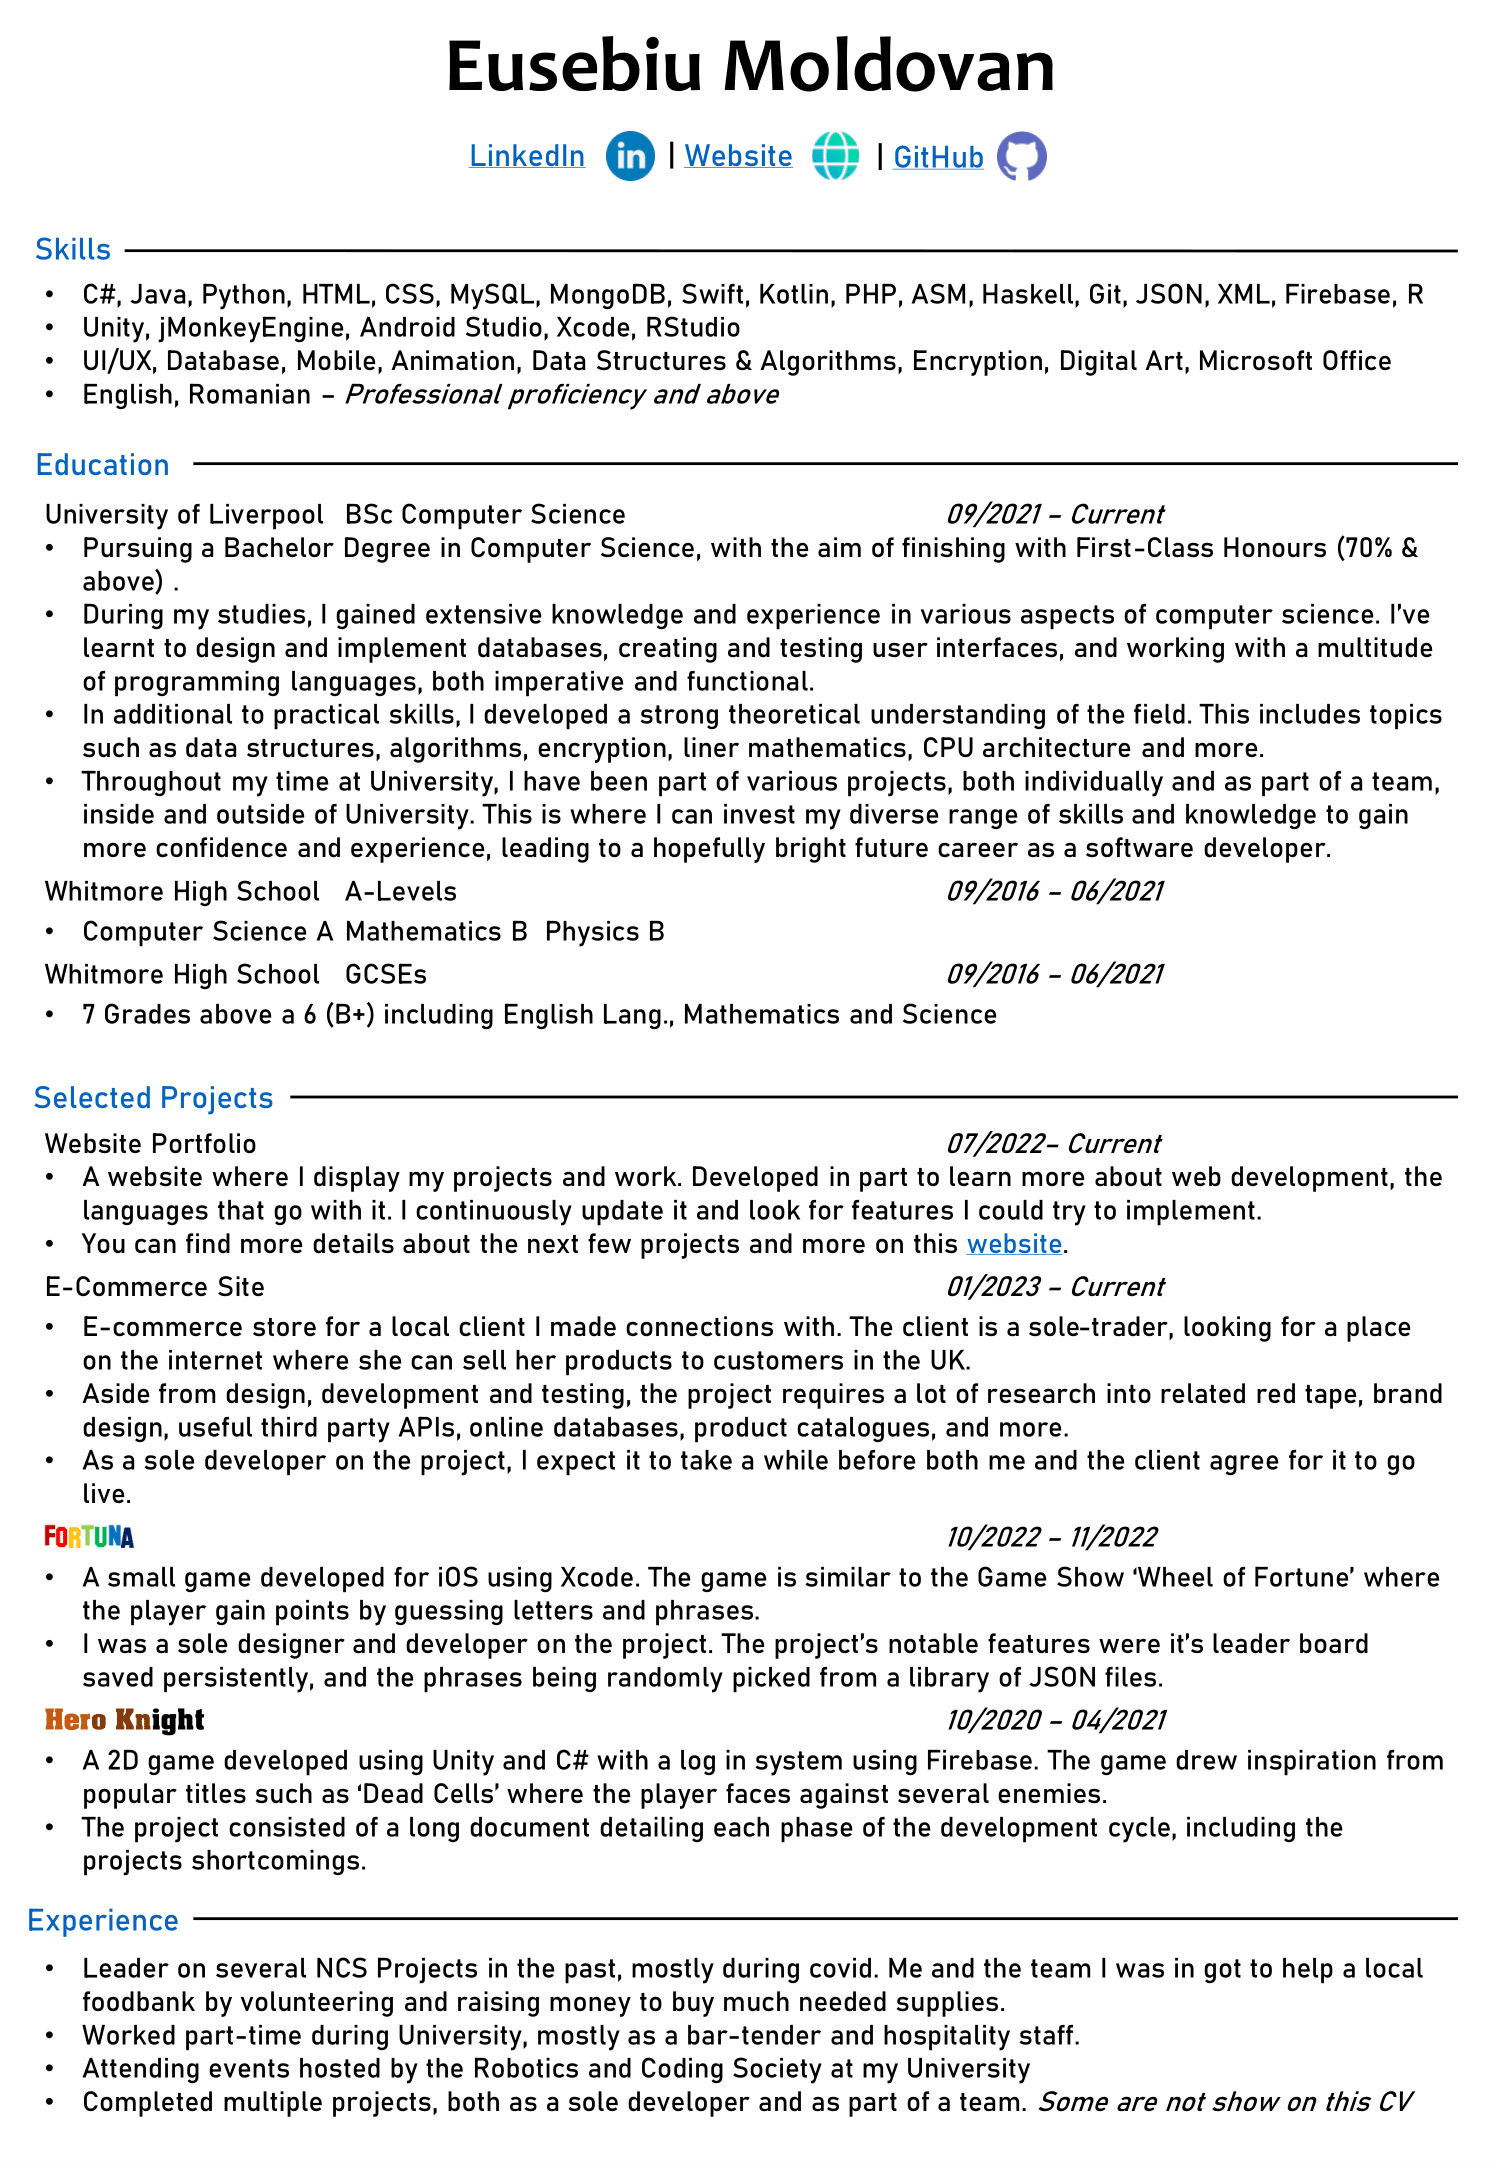 Eusebiu Moldovan
LinkedIn | Website | GitHub
Skills
• C#, Java, Python, HTML, CSS, MySQL, MongoDB, Swift, Kotlin, PHP, ASM, Haskell, Git, JSON, XML, Firebase, R
• Unity, jMonkeyEngine, Android Studio, Xcode, RStudio
• UI/UX, Database, Mobile, Animation, Data Structures & Algorithms, Encryption, Digital Art, Microsoft Office
• English, Romanian – Professional proficiency and above
Education
University of Liverpool BSc Computer Science 09/2021 – Current
• Pursuing a Bachelor Degree in Computer Science, with the aim of finishing with First-Class Honours (70% &
above) .
• During my studies, I gained extensive knowledge and experience in various aspects of computer science. I've
learnt to design and implement databases, creating and testing user interfaces, and working with a multitude
of programming languages, both imperative and functional.
• In additional to practical skills, I developed a strong theoretical understanding of the field. This includes topics
such as data structures, algorithms, encryption, liner mathematics, CPU architecture and more.
• Throughout my time at University, I have been part of various projects, both individually and as part of a team,
inside and outside of University. This is where I can invest my diverse range of skills and knowledge to gain
more confidence and experience, leading to a hopefully bright future career as a software developer.
Whitmore High School A-Levels 09/2016 – 06/2021
• Computer Science A Mathematics B Physics B
Whitmore High School GCSEs 09/2016 – 06/2021
• 7 Grades above a 6 (B+) including English Lang., Mathematics and Science
Selected Projects
Website Portfolio 07/2022– Current
• A website where I display my projects and work. Developed in part to learn more about web development, the
languages that go with it. I continuously update it and look for features I could try to implement.
• You can find more details about the next few projects and more on this website.
E-Commerce Site 01/2023 – Current
• E-commerce store for a local client I made connections with. The client is a sole-trader, looking for a place
on the internet where she can sell her products to customers in the UK.
• Aside from design, development and testing, the project requires a lot of research into related red tape, brand
design, useful third party APIs, online databases, product catalogues, and more.
• As a sole developer on the project, I expect it to take a while before both me and the client agree for it to go
live.
FORTUNA 10/2022 – 11/2022
• A small game developed for iOS using Xcode. The game is similar to the Game Show ‘Wheel of Fortune’ where
the player gain points by guessing letters and phrases.
• I was a sole designer and developer on the project. The project's notable features were it's leader board
saved persistently, and the phrases being randomly picked from a library of JSON files.
Hero Knight 10/2020 – 04/2021
• A 2D game developed using Unity and C# with a log in system using Firebase. The game drew inspiration from
popular titles such as ‘Dead Cells’ where the player faces against several enemies.
• The project consisted of a long document detailing each phase of the development cycle, including the
projects shortcomings.
Experience
• Leader on several NCS Projects in the past, mostly during covid. Me and the team I was in got to help a local
foodbank by volunteering and raising money to buy much needed supplies.
• Worked part-time during University, mostly as a bar-tender and hospitality staff.
• Attending events hosted by the Robotics and Coding Society at my University
• Completed multiple projects, both as a sole developer and as part of a team. Some are not show on this CV